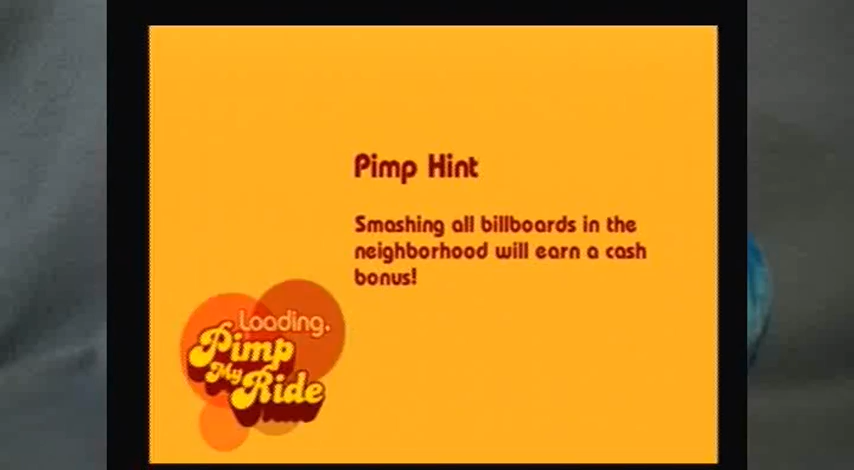 Pimp Hint
Smashing all billboards in the
neighborhood will earn a cash
bonus!
Loading.
Pimp
My
Ride